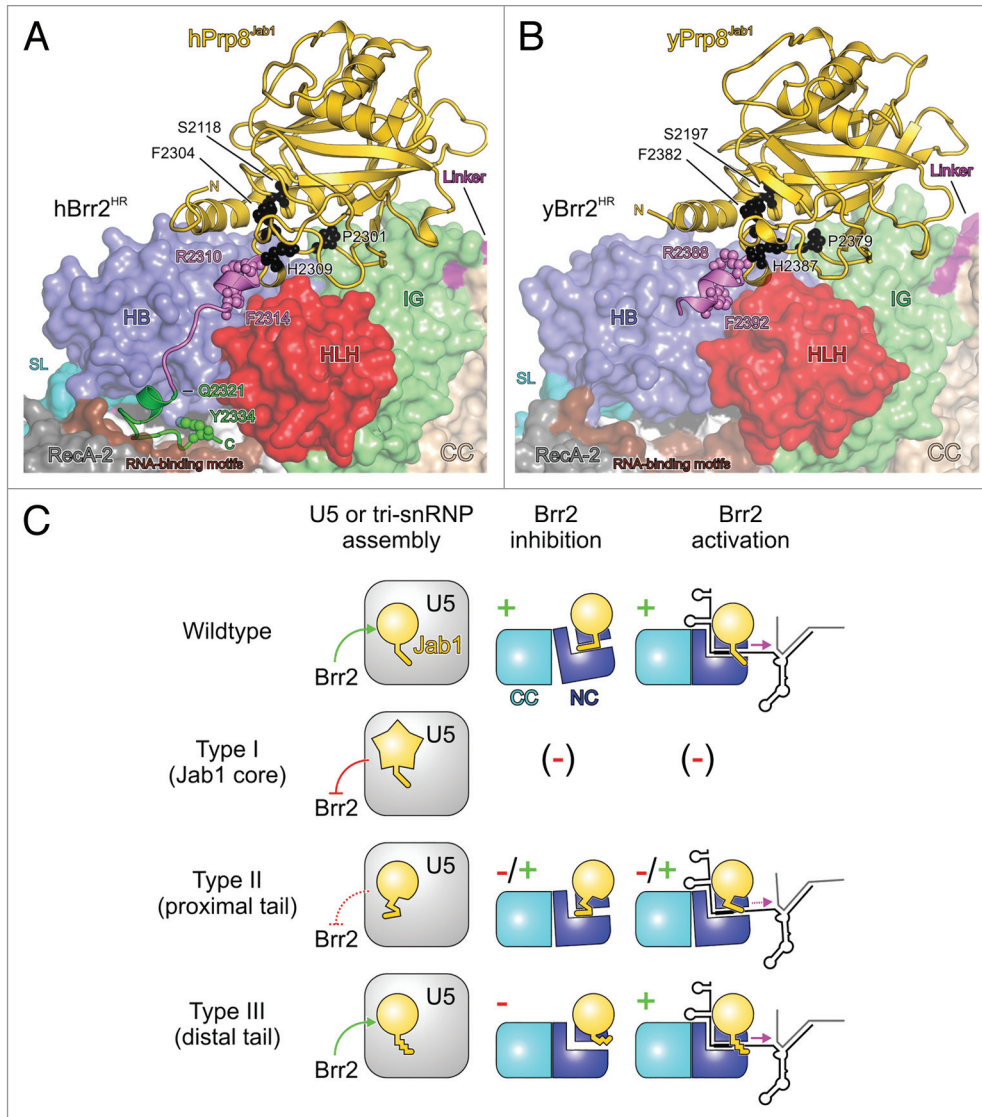 A
hPrp8Jab1
S2118
F2304
N
Linker
hBrr2HR
P2301
R2310
H2309
IG
HB
F2314
HLH
SL
Q2321
Y2334
C
RecA-2
RNA-binding motifs
CC
B
yPrp8Jab1
S2197
F2382
N
Linker
yBrr2HR
P2379
R2388
H2387
IG
HB
F2392
HLH
SL
RecA-2
RNA-binding motifs
CC
C
U5 or tri-snRNP
assembly
Brr2
inhibition
Brr2
activation
Wildtype
U5
Jab1
Brr2
+
CC
NC
+
Type I
(Jab1 core)
U5
Brr2
(-)
(-)
Type II
(proximal tail)
U5
Brr2
-/+
-/+
Type III
(distal tail)
U5
Brr2
-
+